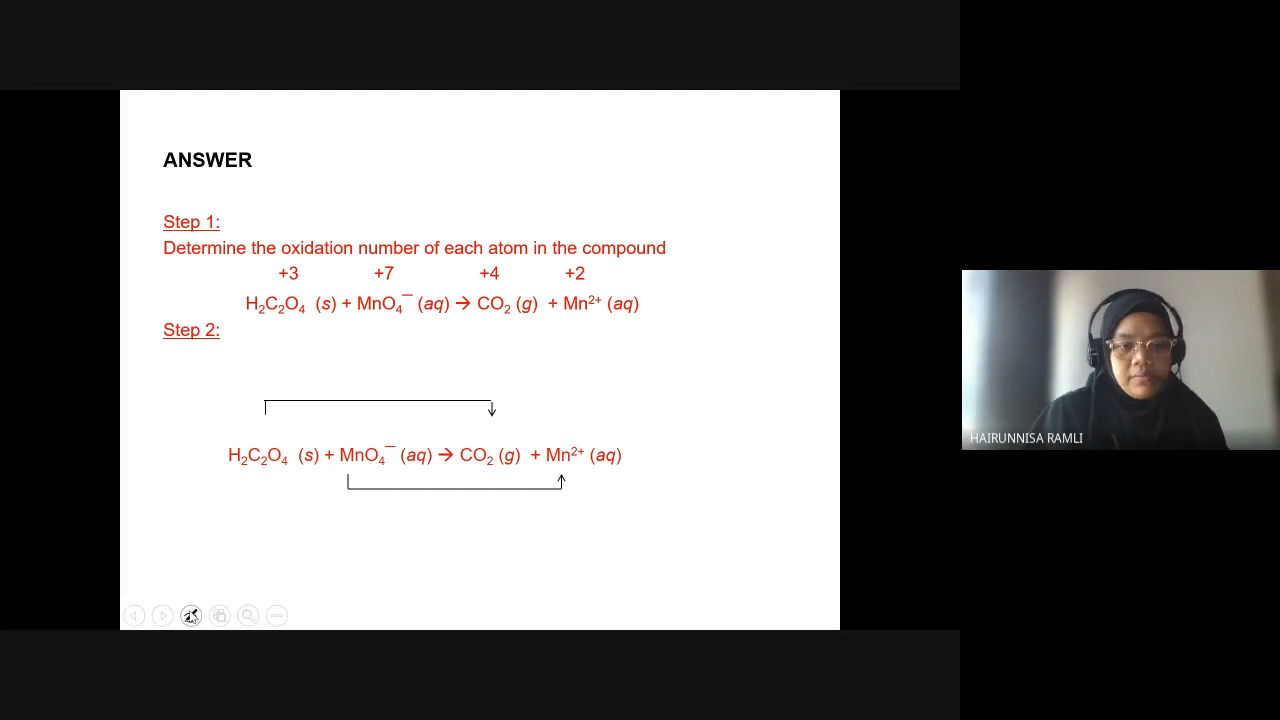 ANSWER
Step 1:
Determine the oxidation number of each atom in the compound
+3 +7 +4 +2
H₂C₂O₄ (s) + MnO₄⁻ (aq) → CO₂ (g) + Mn²⁺ (aq)
Step 2:
H₂C₂O₄ (s) + MnO₄⁻ (aq) → CO₂ (g) + Mn²⁺ (aq)
HAIRUNNISA RAMLI